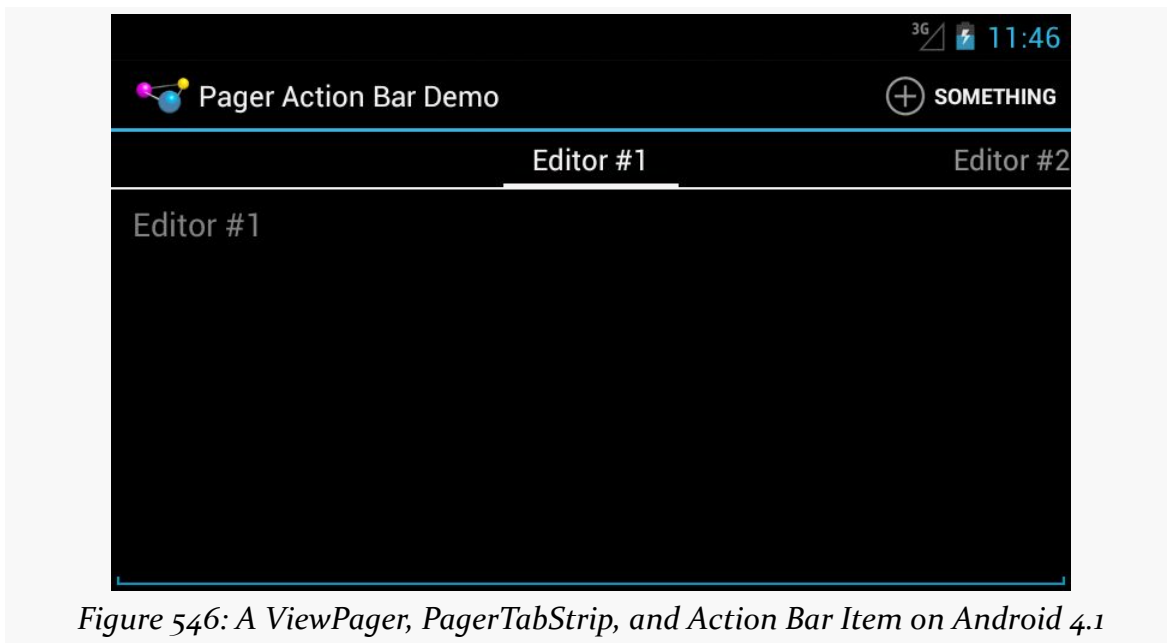 3G 11:46
Pager Action Bar Demo SOMETHING
Editor #1 Editor #2
Editor #1
Figure 546: A ViewPager, PagerTabStrip, and Action Bar Item on Android 4.1